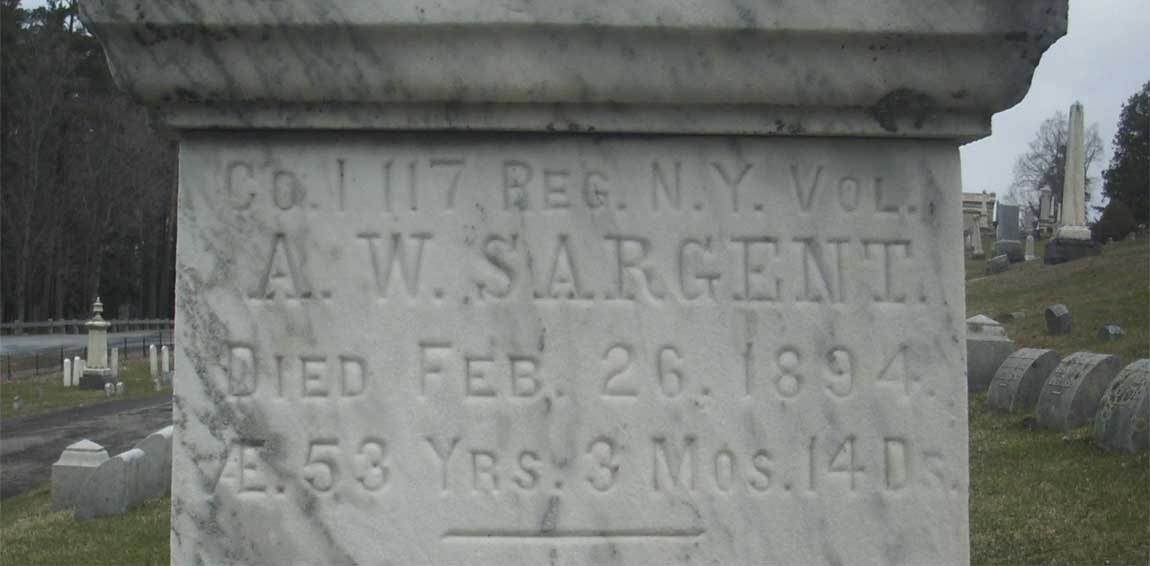 Co. I 117 REG. N.Y. VOL.
A. W. SARGENT.
DIED FEB. 26. 1894.
Æ. 53 YRS. 3 MOS. 14 Ds.